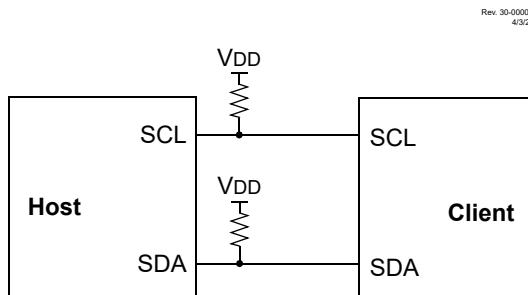 Rev. 30-0000
4/3/2
VDD
SCL
SCL
VDD
Host
Client
SDA
SDA